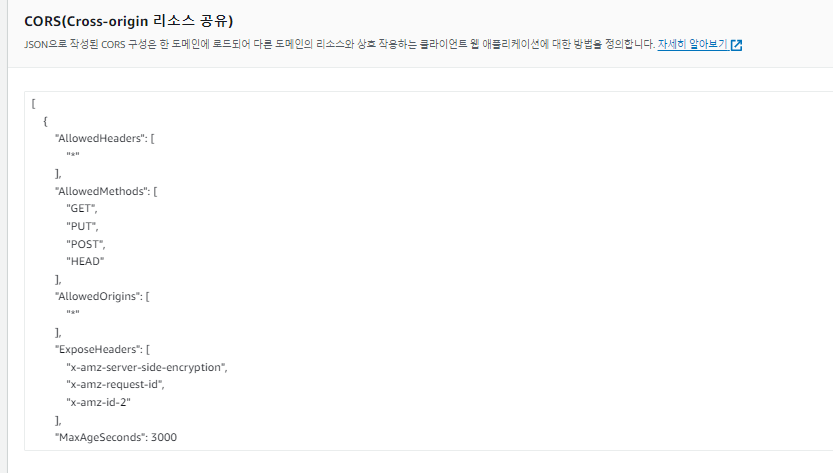 CORS(Cross-origin 리소스 공유)
JSON으로 작성된 CORS 구성은 한 도메인에 로드되어 다른 도메인의 리소스와 상호 작용하는 클라이언트 웹 애플리케이션에 대한 방법을 정의합니다. 자세히 알아보기
[
{
"AllowedHeaders": [
"*"
],
"AllowedMethods": [
"GET",
"PUT",
"POST",
"HEAD"
],
"AllowedOrigins": [
"*"
],
"ExposeHeaders": [
"x-amz-server-side-encryption",
"x-amz-request-id",
"x-amz-id-2"
],
"MaxAgeSeconds": 3000